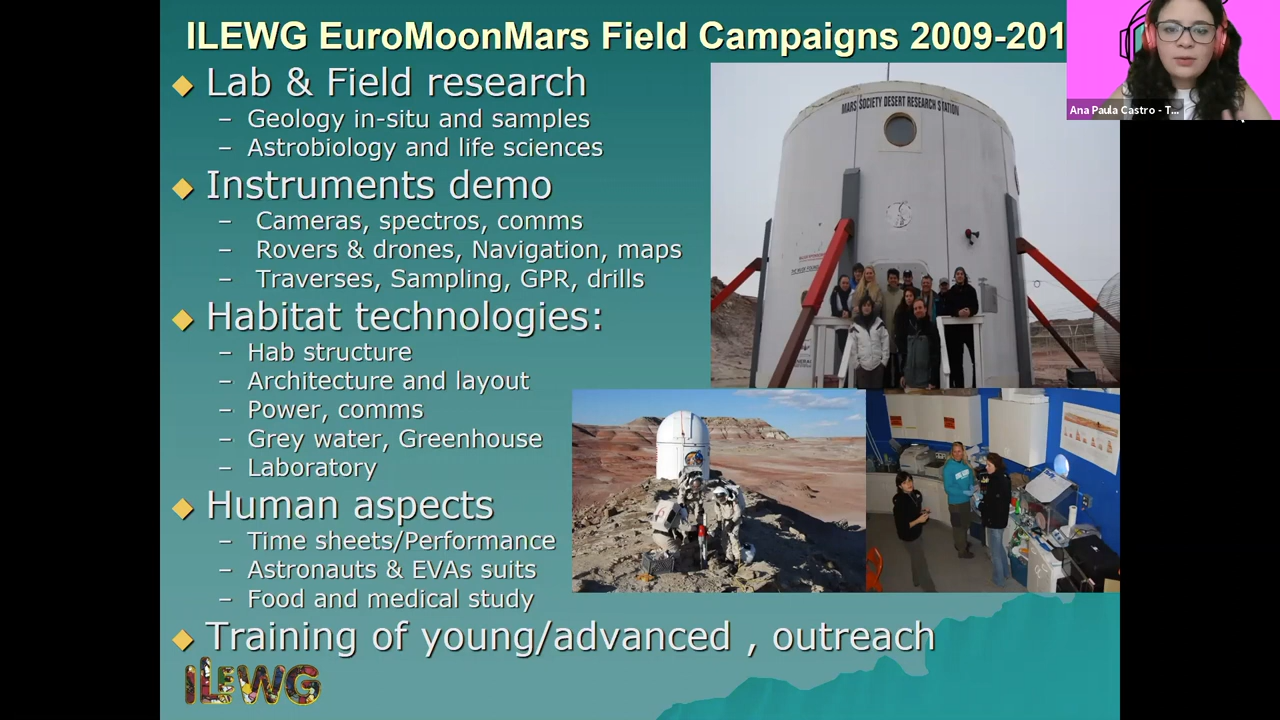 ILEWG EuroMoonMars Field Campaigns 2009-201
Lab & Field research
– Geology in-situ and samples
– Astrobiology and life sciences
Instruments demo
– Cameras, spectros, comms
– Rovers & drones, Navigation, maps
– Traverses, Sampling, GPR, drills
Habitat technologies:
– Hab structure
– Architecture and layout
– Power, comms
– Grey water, Greenhouse
– Laboratory
Human aspects
– Time sheets/Performance
– Astronauts & EVAs suits
– Food and medical study
Training of young/advanced , outreach
ILEWG
MARS SOCIETY DESERT RESEARCH STATION
Ana Paula Castro - T...